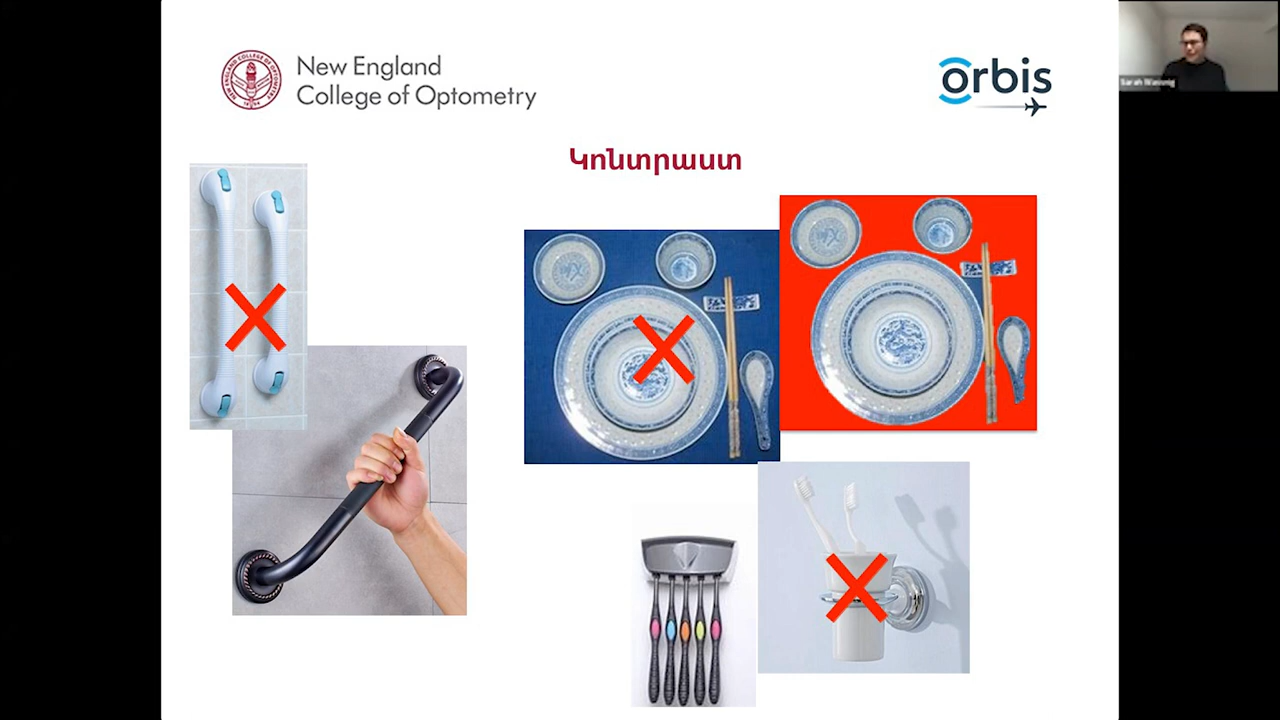 New England
College of Optometry
orbis
Կոնտրաստ